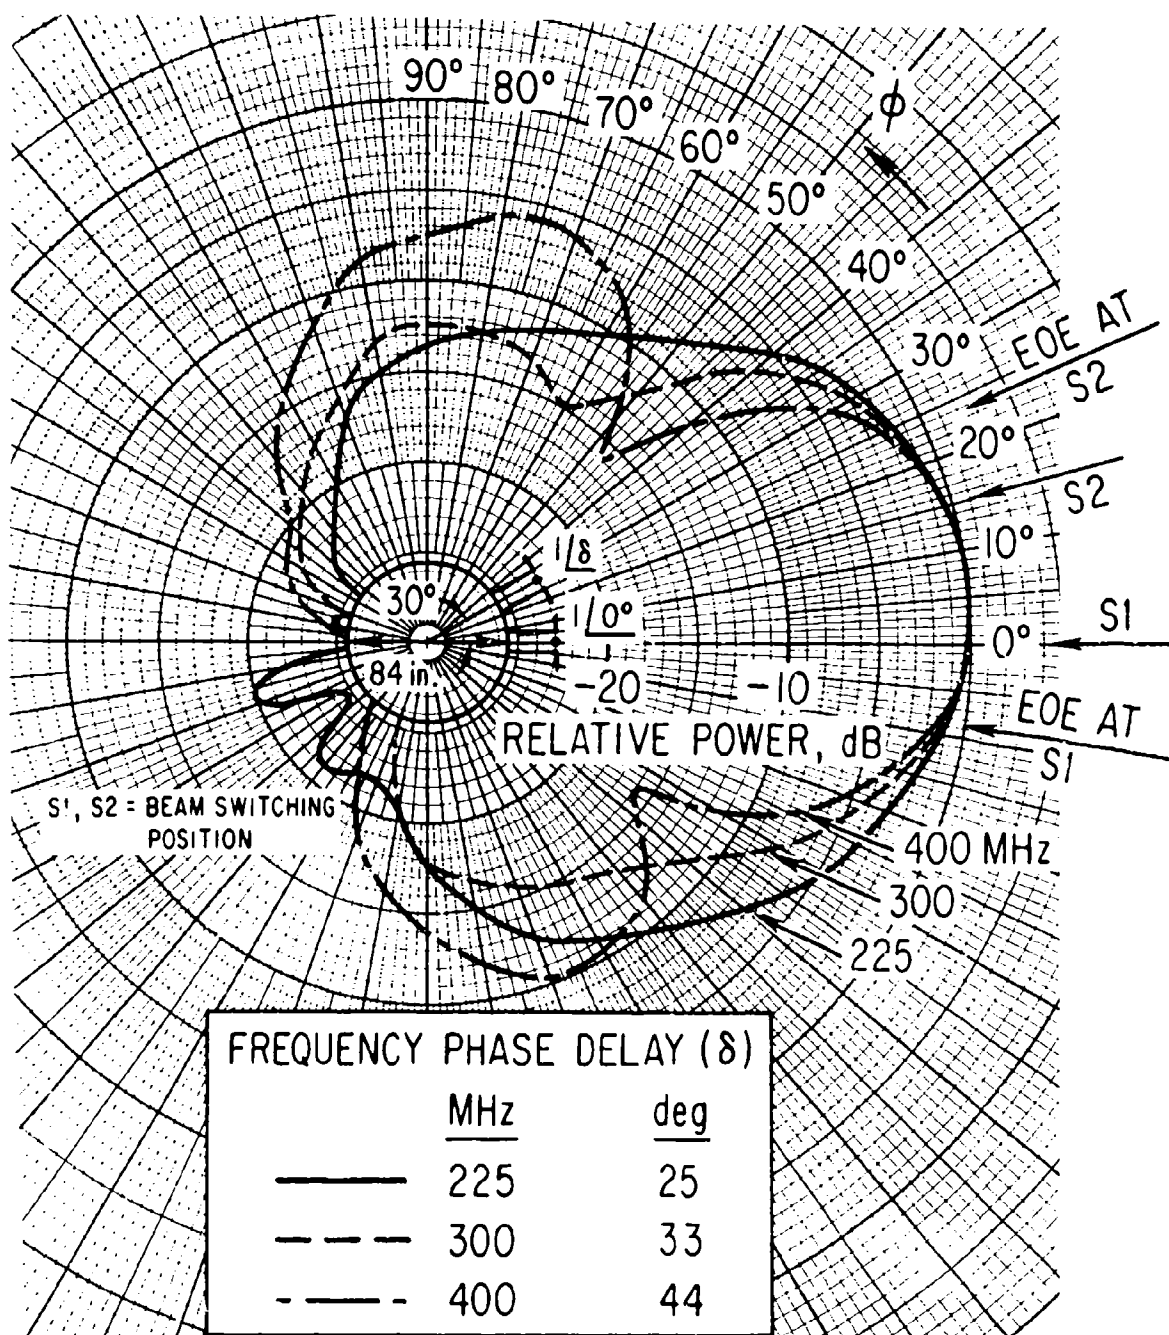 90°
80°
70°
60°
50°
40°
30°
20°
10°
0°
ϕ
EOE AT
S2
S2
S1
EOE AT
S1
1/δ
1/0°
30°
84 in.
-20
-10
RELATIVE POWER, dB
S1, S2 = BEAM SWITCHING
POSITION
400 MHz
300
225
FREQUENCY PHASE DELAY (δ)
MHz deg
225 25
300 33
400 44